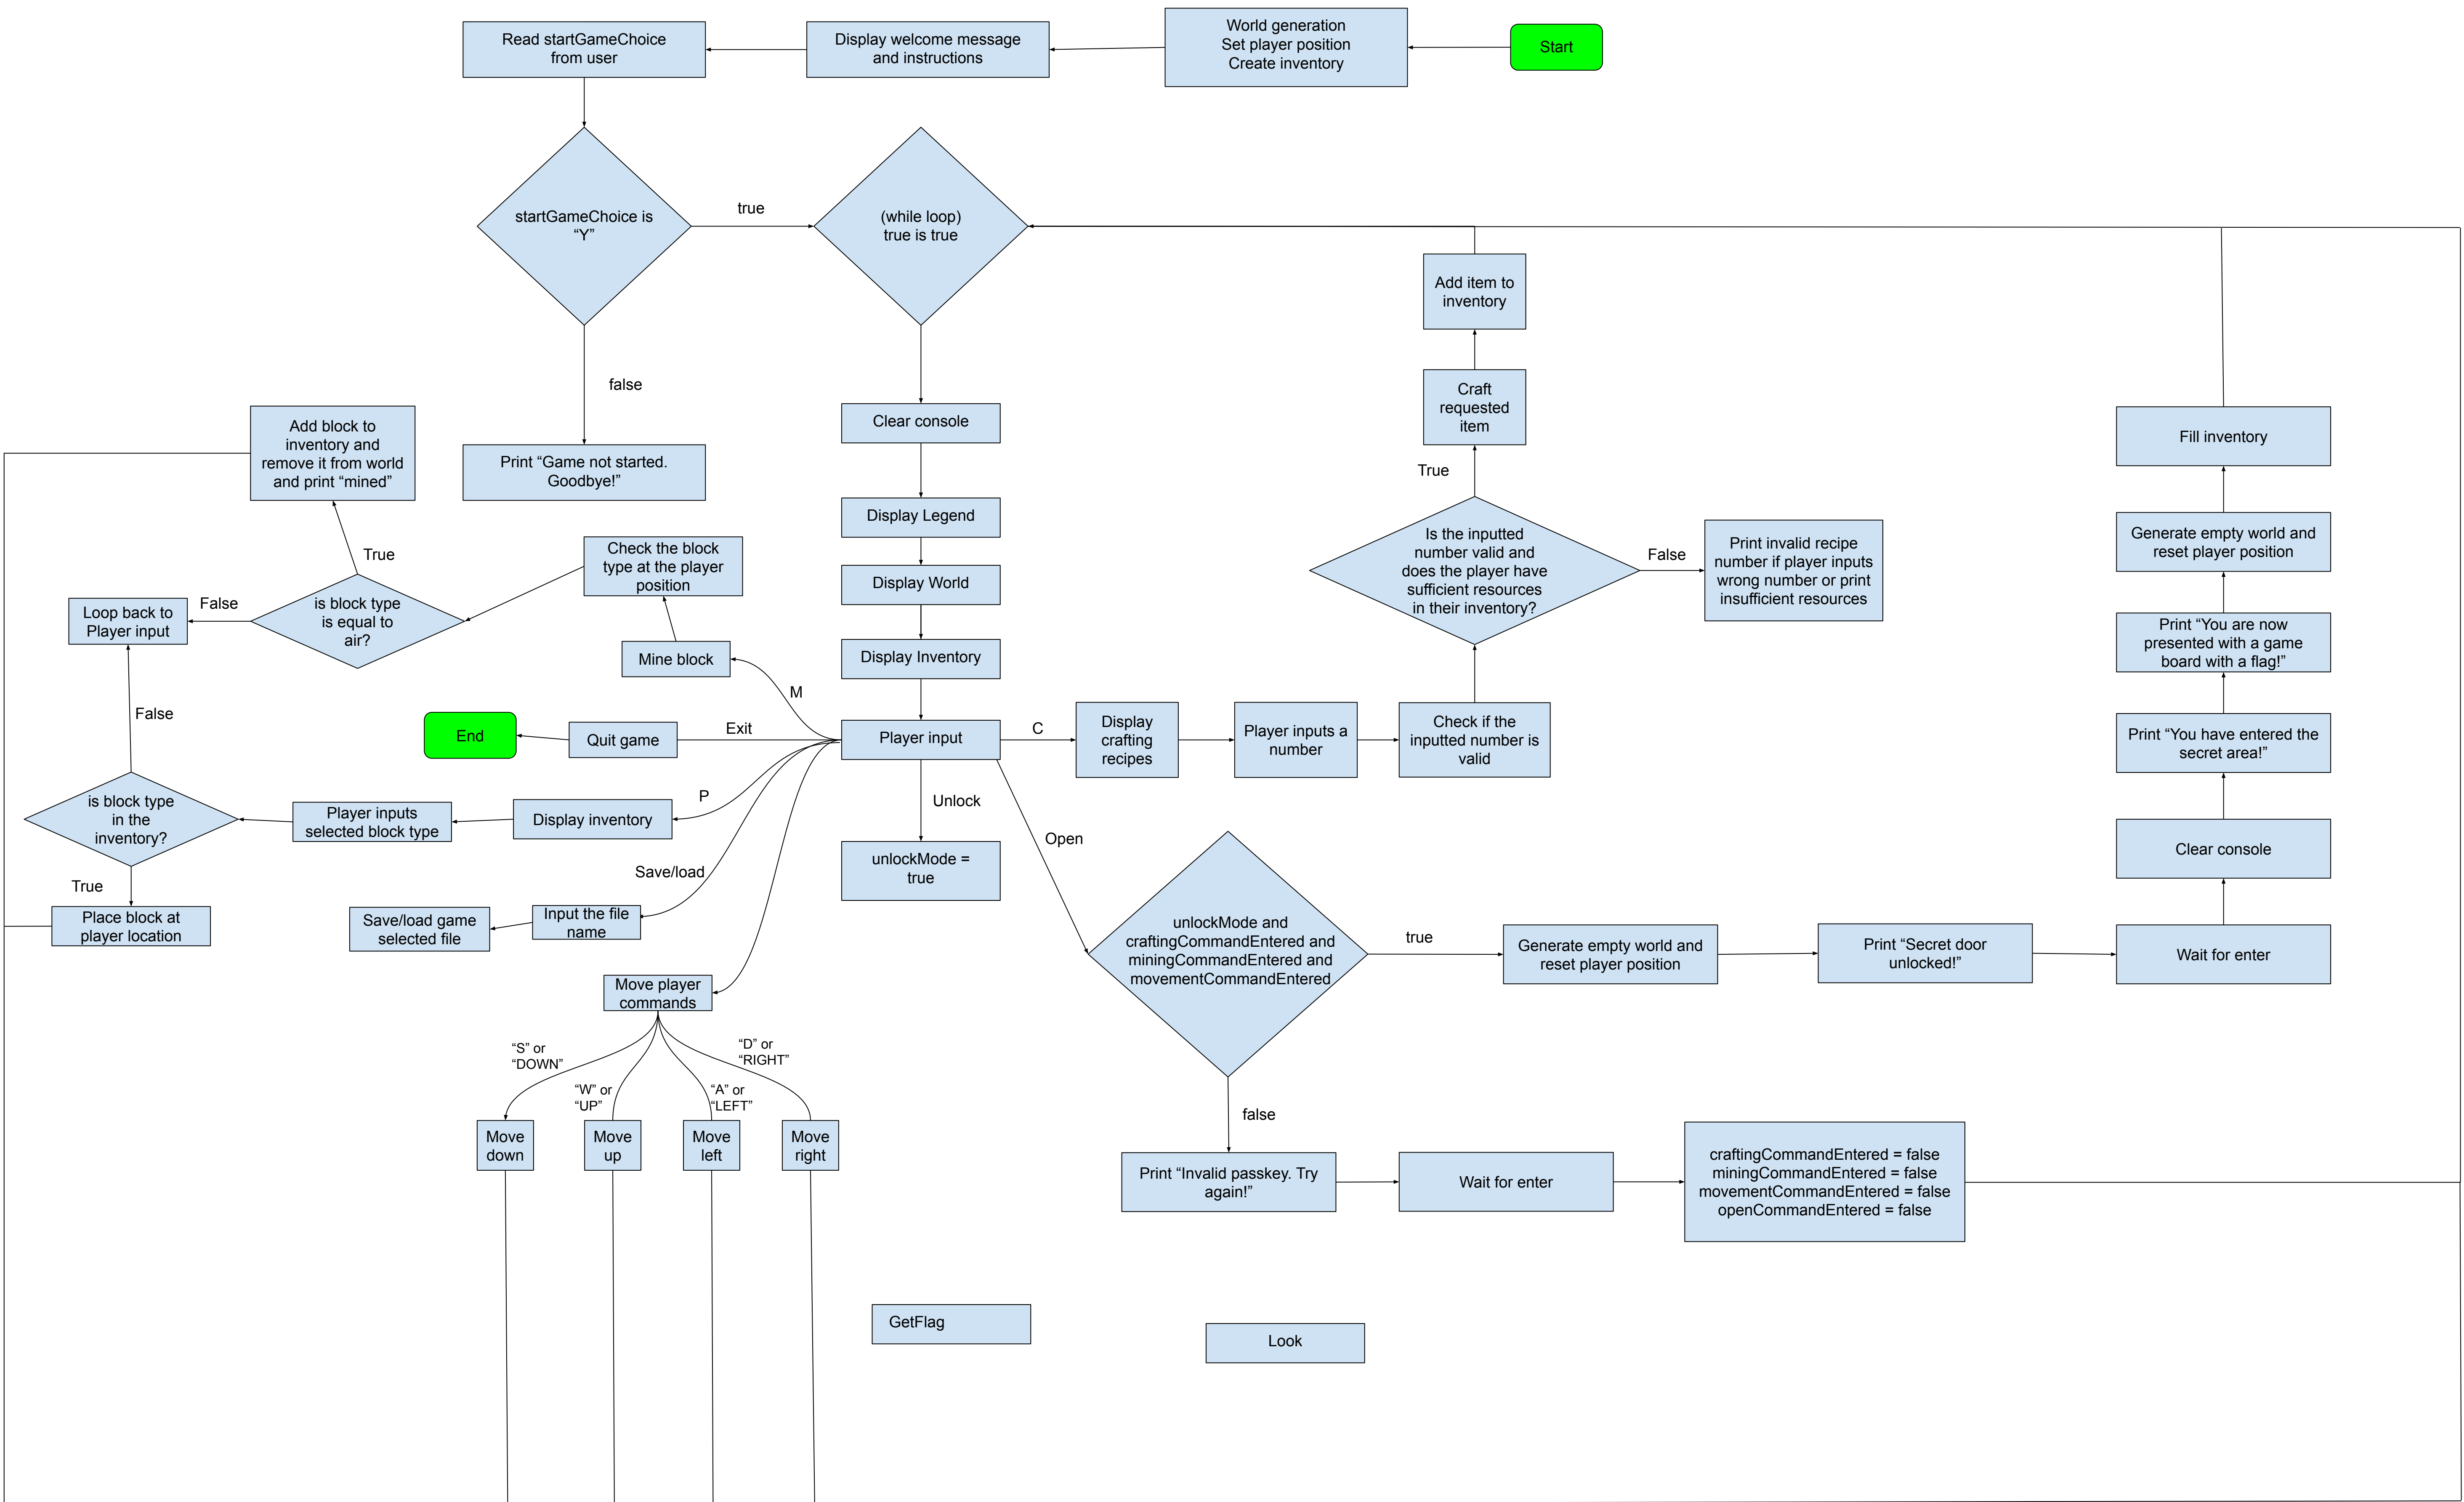 Read startGameChoice
from user
Display welcome message
and instructions
World generation
Set player position
Create inventory
Start
startGameChoice is
“Y”
true
(while loop)
true is true
false
Print “Game not started.
Goodbye!”
Clear console
Display Legend
Display World
Display Inventory
Player input
Add item to
inventory
Craft
requested
item
True
Is the inputted
number valid and
does the player have
sufficient resources
in their inventory?
False
Print invalid recipe
number if player inputs
wrong number or print
insufficient resources
Fill inventory
Generate empty world and
reset player position
Print “You are now
presented with a game
board with a flag!”
Print “You have entered the
secret area!”
Clear console
Wait for enter
Add block to
inventory and
remove it from world
and print “mined”
True
Check the block
type at the player
position
Loop back to
Player input
False
is block type
is equal to
air?
Mine block
M
False
End
Quit game
Exit
C
Display
crafting
recipes
Player inputs a
number
Check if the
inputted number is
valid
is block type
in the
inventory?
Player inputs
selected block type
Display inventory
P
Unlock
unlockMode =
true
Open
True
Place block at
player location
Save/load
Save/load game
selected file
Input the file
name
unlockMode and
craftingCommandEntered and
miningCommandEntered and
movementCommandEntered
true
Generate empty world and
reset player position
Print “Secret door
unlocked!”
Move player
commands
“S” or
“DOWN”
“W” or
“UP”
“A” or
“LEFT”
“D” or
“RIGHT”
Move
down
Move
up
Move
left
Move
right
false
Print “Invalid passkey. Try
again!”
Wait for enter
craftingCommandEntered = false
miningCommandEntered = false
movementCommandEntered = false
openCommandEntered = false
GetFlag
Look